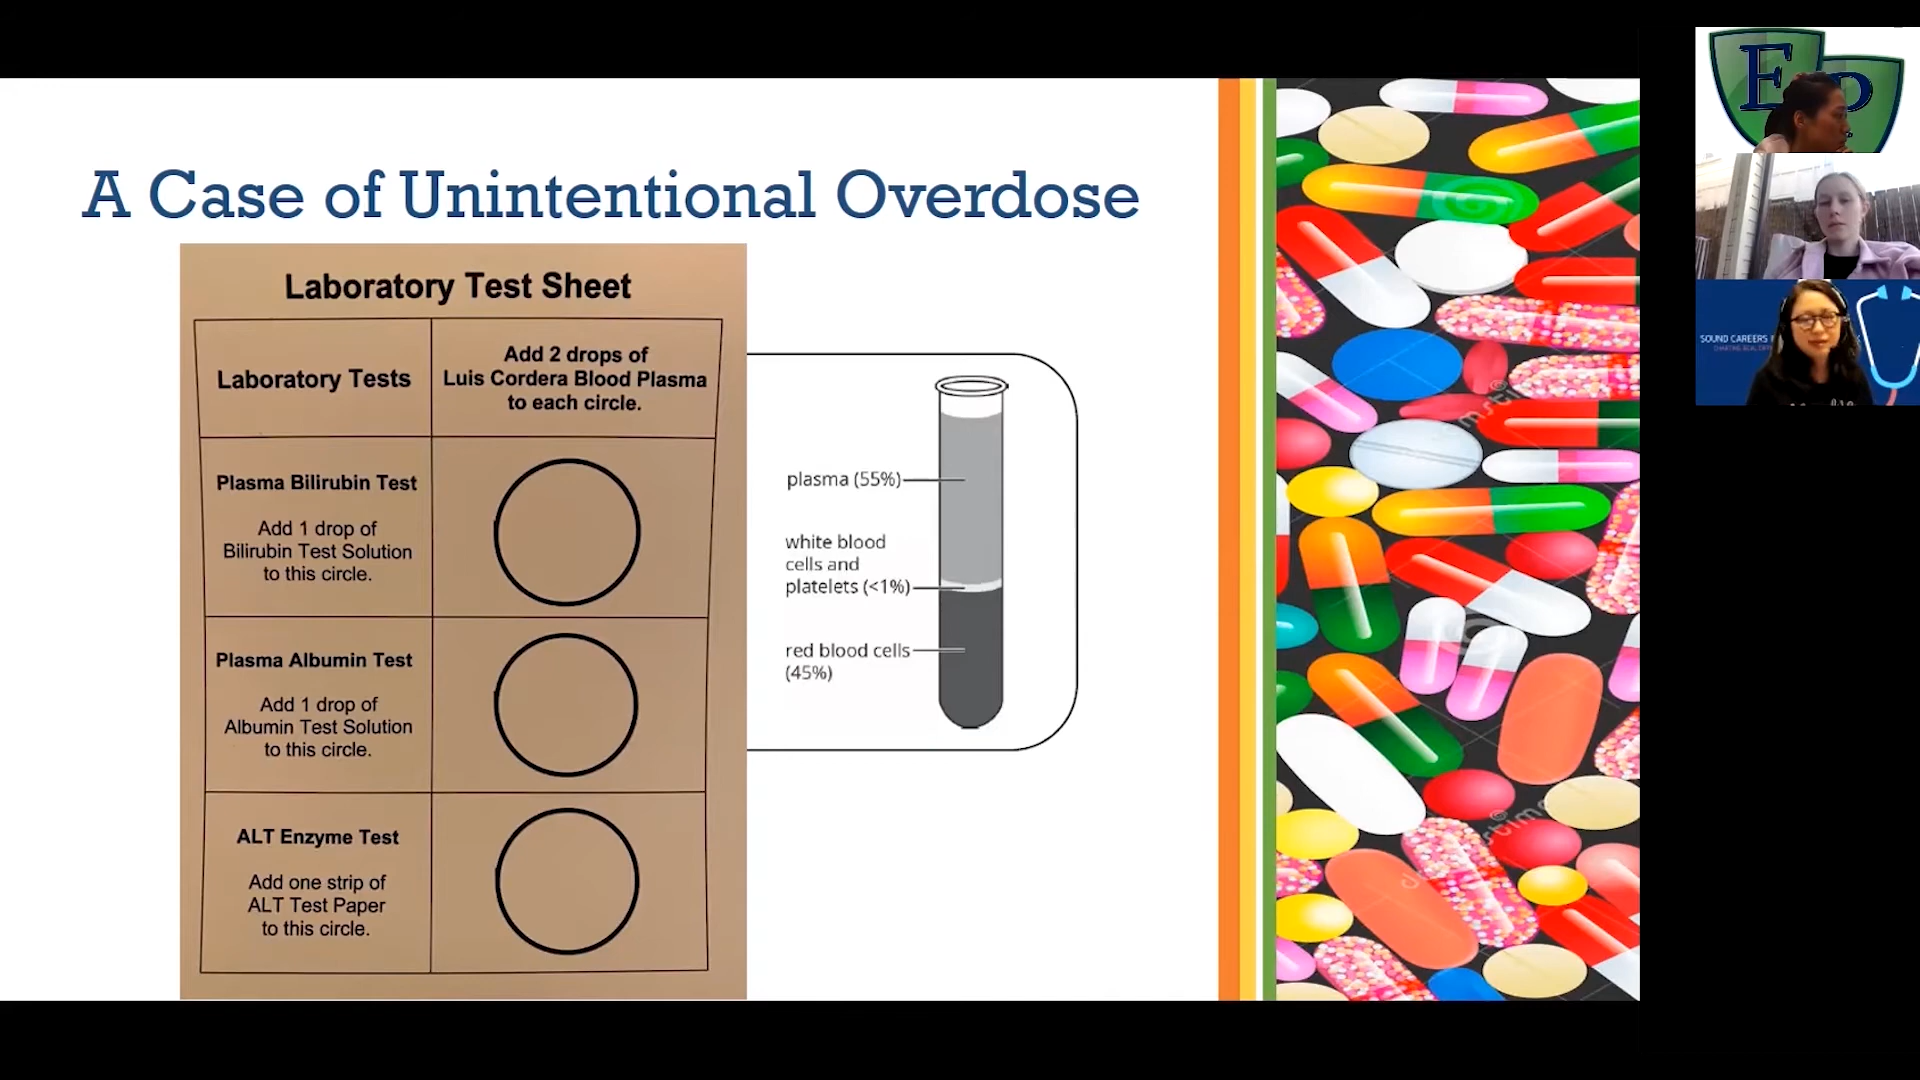 A Case of Unintentional Overdose
Laboratory Test Sheet
Laboratory Tests
Add 2 drops of
Luis Cordera Blood Plasma
to each circle.
Plasma Bilirubin Test
Add 1 drop of
Bilirubin Test Solution
to this circle.
Plasma Albumin Test
Add 1 drop of
Albumin Test Solution
to this circle.
ALT Enzyme Test
Add one strip of
ALT Test Paper
to this circle.
plasma (55%)
white blood
cells and
platelets (<1%)
red blood cells
(45%)
E
SOUND CAREERS